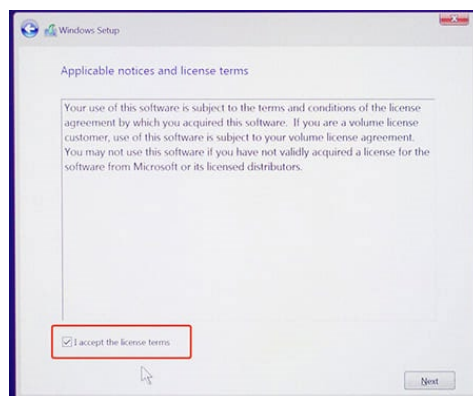 Windows Setup
Applicable notices and license terms
Your use of this software is subject to the terms and conditions of the license
agreement by which you acquired this software. If you are a volume license
customer, use of this software is subject to your volume license agreement.
You may not use this software if you have not validly acquired a license for the
software from Microsoft or its licensed distributors.
I accept the license terms
Next